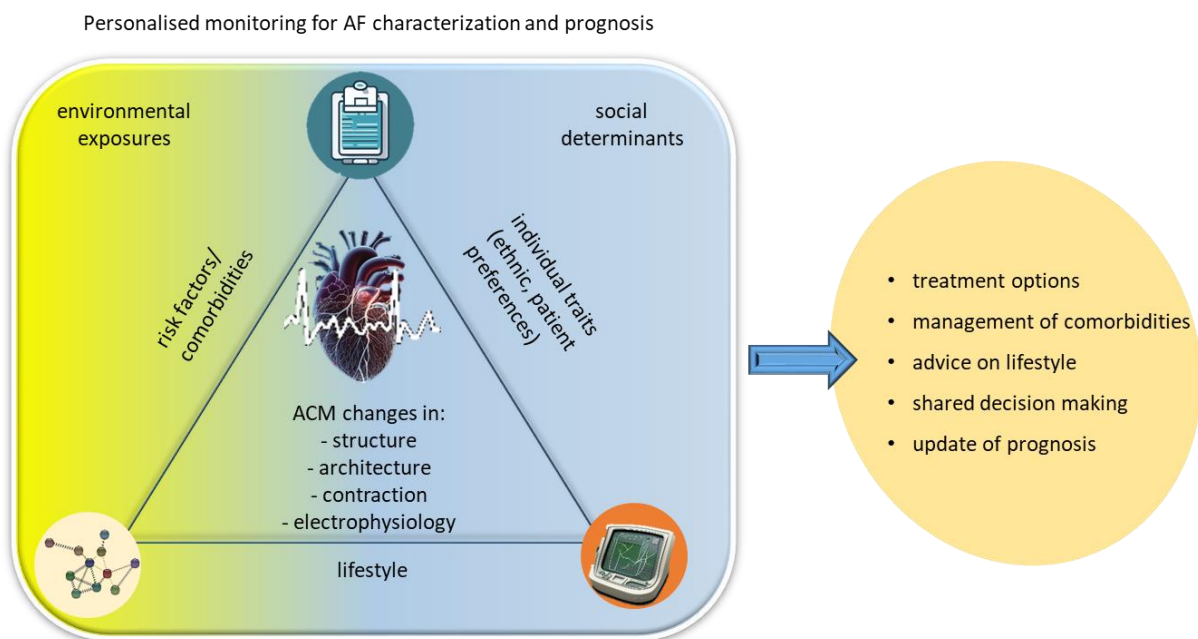 Personalised monitoring for AF characterization and prognosis
environmental
exposures
social
determinants
risk factors/
comorbidities
individual traits
(ethnic, patient
preferences)
ACM changes in:
- structure
- architecture
- contraction
- electrophysiology
lifestyle
• treatment options
• management of comorbidities
• advice on lifestyle
• shared decision making
• update of prognosis